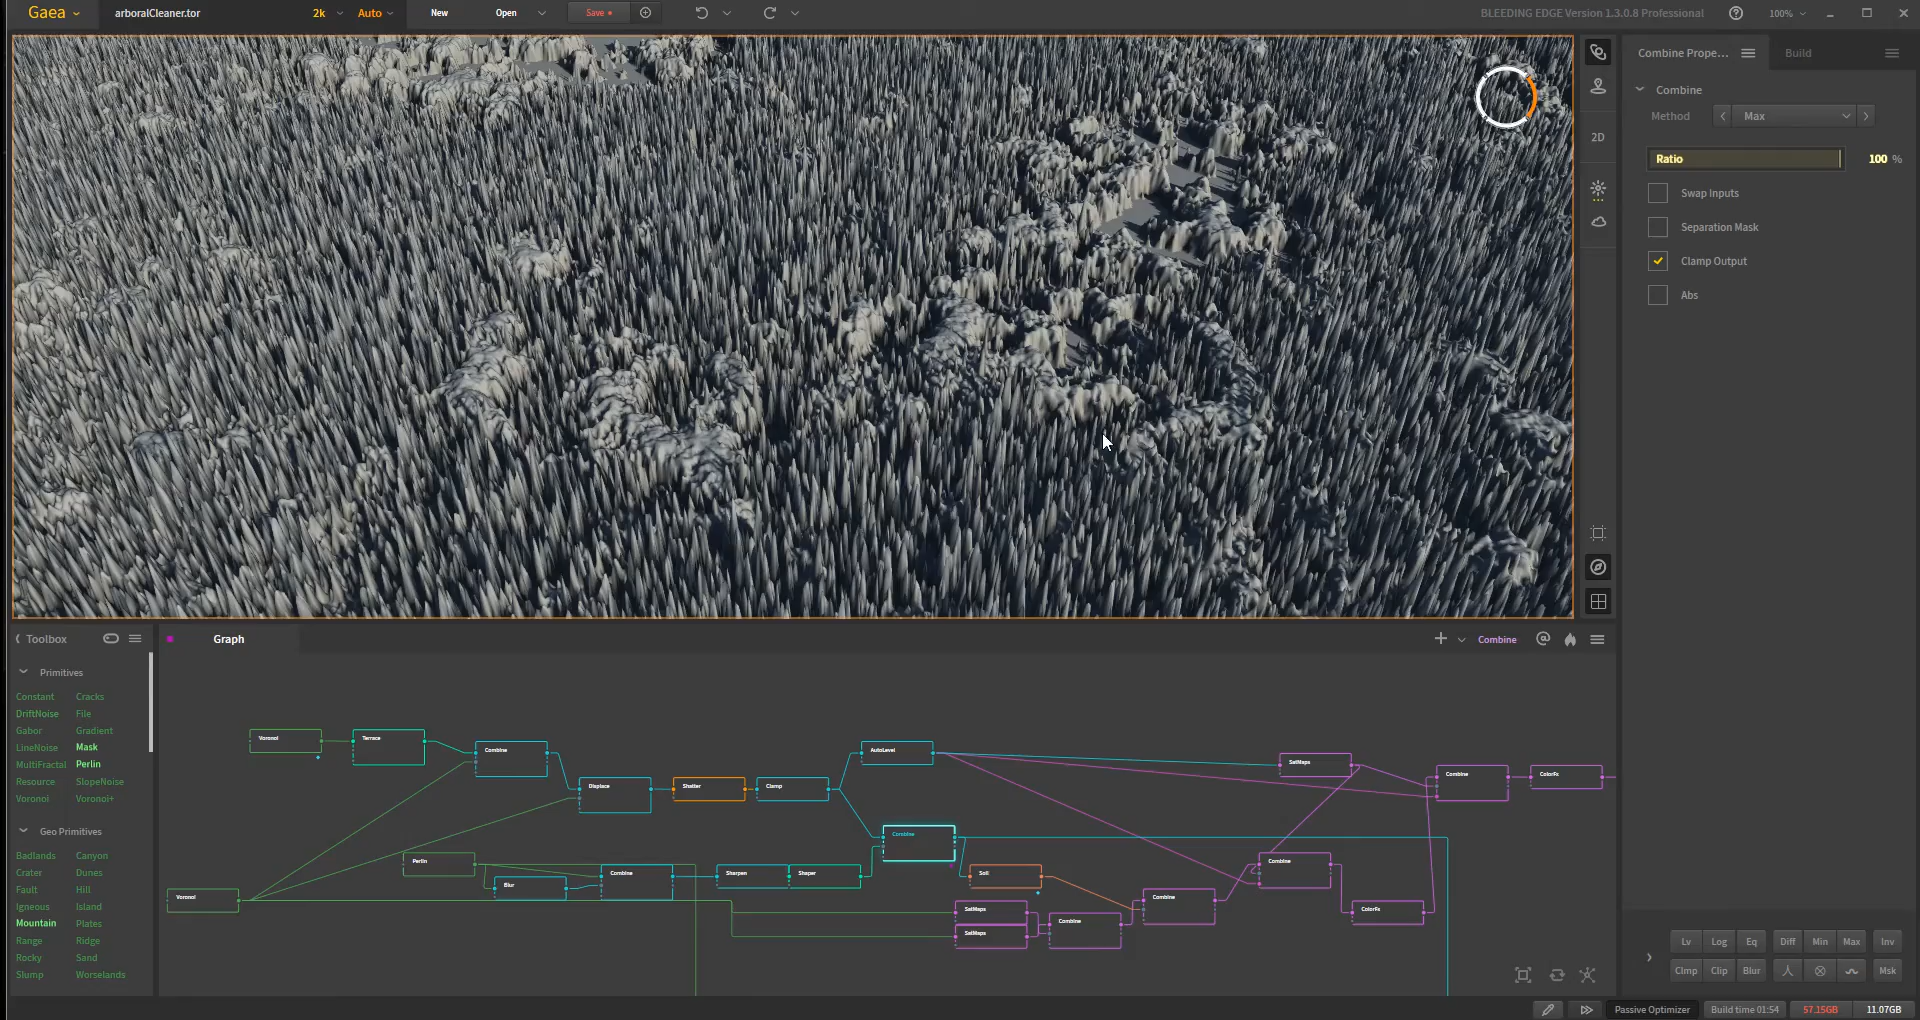 Gaea
arboralCleaner.tor
2k
Auto
New
Open
Save
BLEEDING EDGE Version 1.3.0.8 Professional
100%
Combine Prope...
Build
Combine
Method
Max
Ratio
100 %
Swap Inputs
Separation Mask
Clamp Output
Abs
2D
Toolbox
Graph
Combine
Primitives
Constant Cracks
DriftNoise File
Gabor Gradient
LineNoise Mask
MultiFractal Perlin
Resource SlopeNoise
Voronoi Voronoi+
Geo Primitives
Badlands Canyon
Crater Dunes
Fault Hill
Igneous Island
Mountain Plates
Range Ridge
Rocky Sand
Slump Worselands
Voronoi
Terrace
Combine
AutoLevel
SatMaps
Combine
ColorFx
Displace
Shatter
Clamp
Combine
Perlin
Blur
Combine
Sharpen
Shaper
Soil
Combine
Voronoi
SatMaps
SatMaps
Combine
Combine
ColorFx
Lv Log Eq Diff Min Max Inv
Clmp Clip Blur Msk
Passive Optimizer
Build time 01:54
57.15GB
11.07GB